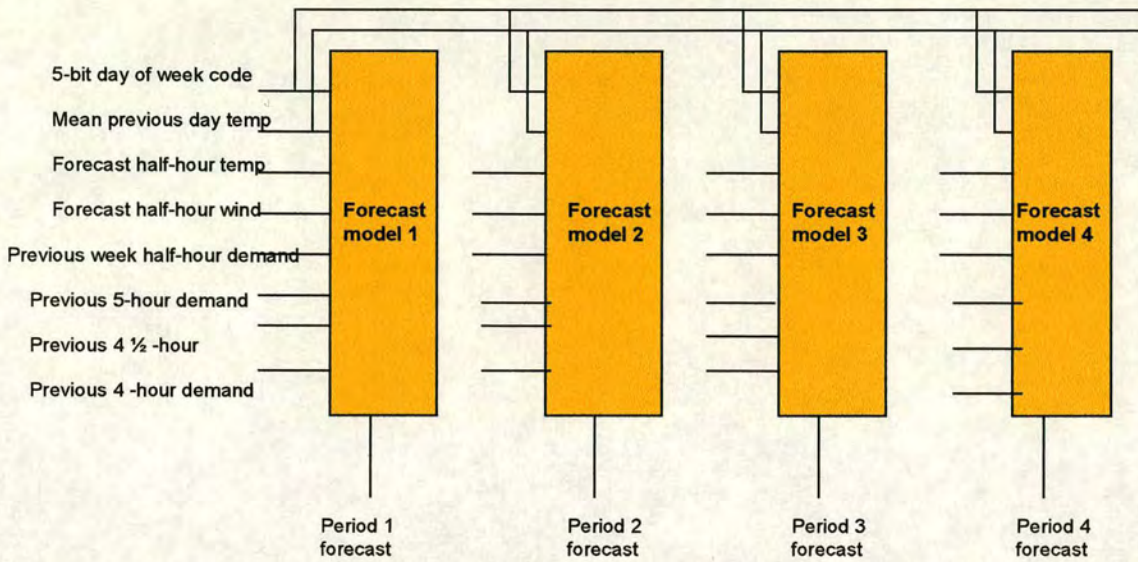 5-bit day of week code
Mean previous day temp
Forecast half-hour temp
Forecast half-hour wind
Previous week half-hour demand
Previous 5-hour demand
Previous 4 ½ -hour
Previous 4 -hour demand
Forecast
model 1
Forecast
model 2
Forecast
model 3
Forecast
model 4
Period 1
forecast
Period 2
forecast
Period 3
forecast
Period 4
forecast